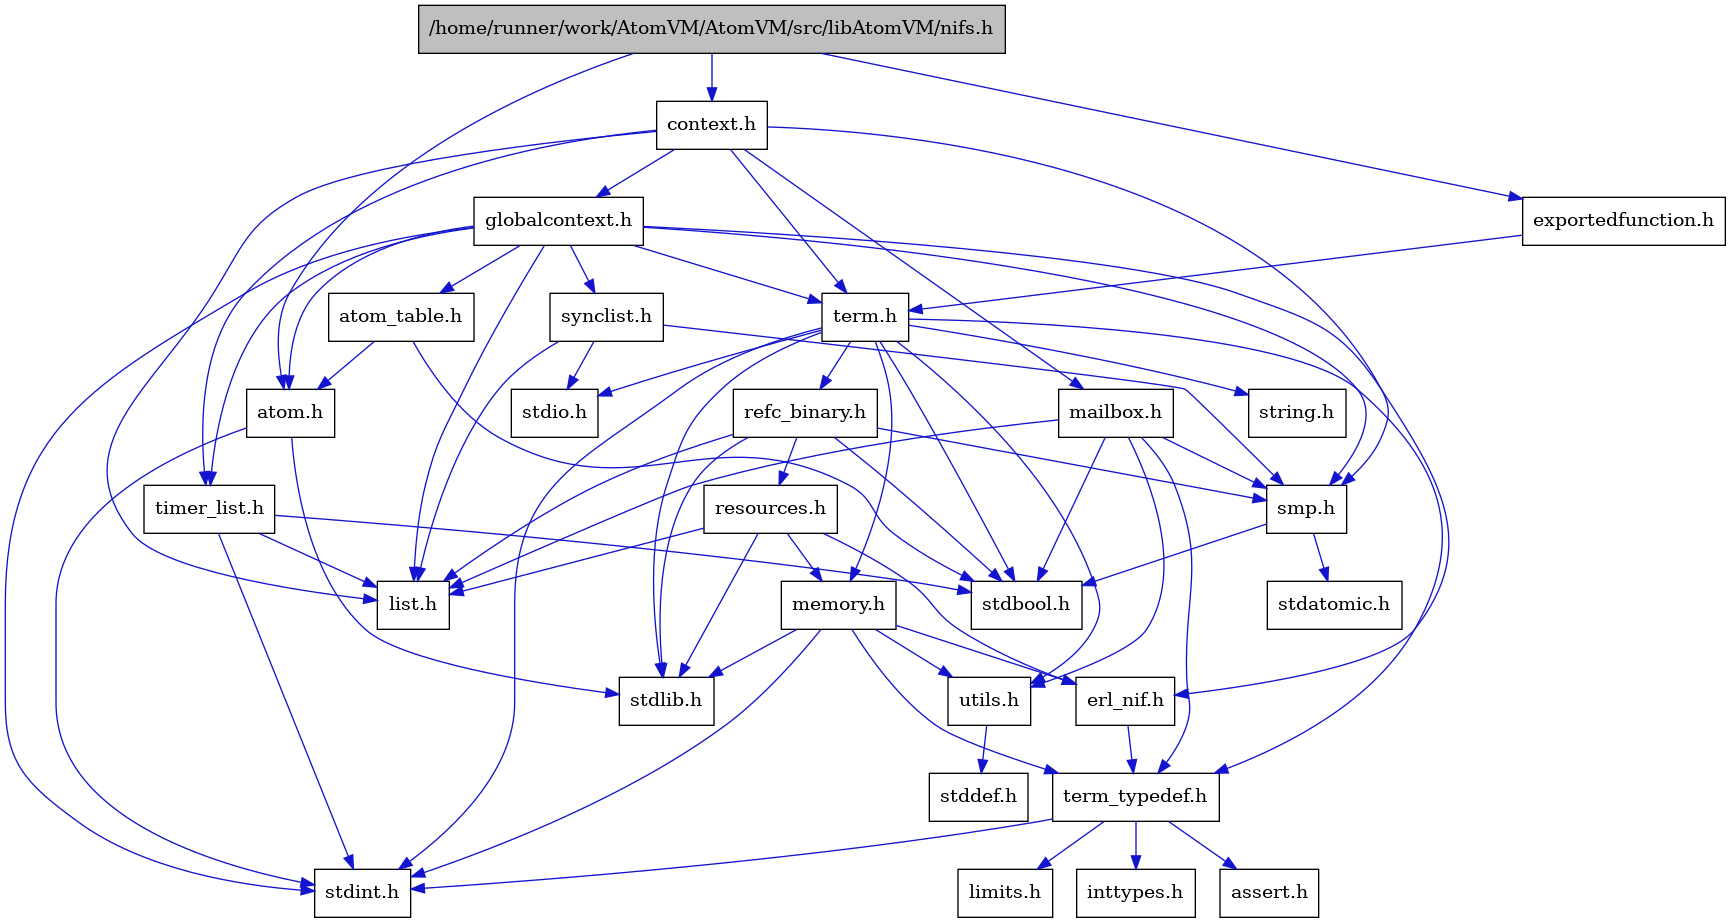 /home/runner/work/AtomVM/AtomVM/src/libAtomVM/nifs.h
context.h
globalcontext.h
exportedfunction.h
atom_table.h
synclist.h
term.h
atom.h
stdio.h
refc_binary.h
mailbox.h
string.h
timer_list.h
resources.h
smp.h
list.h
memory.h
stdbool.h
stdatomic.h
stdlib.h
utils.h
erl_nif.h
stddef.h
term_typedef.h
stdint.h
limits.h
inttypes.h
assert.h